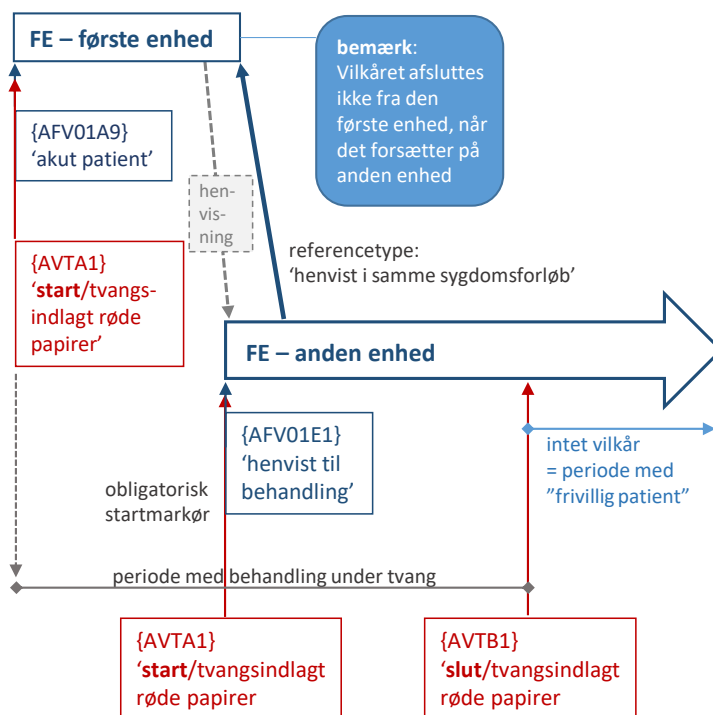 FE – første enhed
bemærk:
Vilkåret afsluttes
ikke fra den
første enhed, når
det forsætter på
anden enhed
{AFV01A9}
‘akut patient’
hen-
vis-
ning
{AVTA1}
‘start/tvangs-
indlagt røde
papirer’
referencetype:
‘henvist i samme sygdomsforløb’
FE – anden enhed
{AFV01E1}
‘henvist til
behandling’
obligatorisk
startmarkør
intet vilkår
= periode med
”frivillig patient”
periode med behandling under tvang
{AVTA1}
‘start/tvangsindlagt
røde papirer
{AVTB1}
‘slut/tvangsindlagt
røde papirer